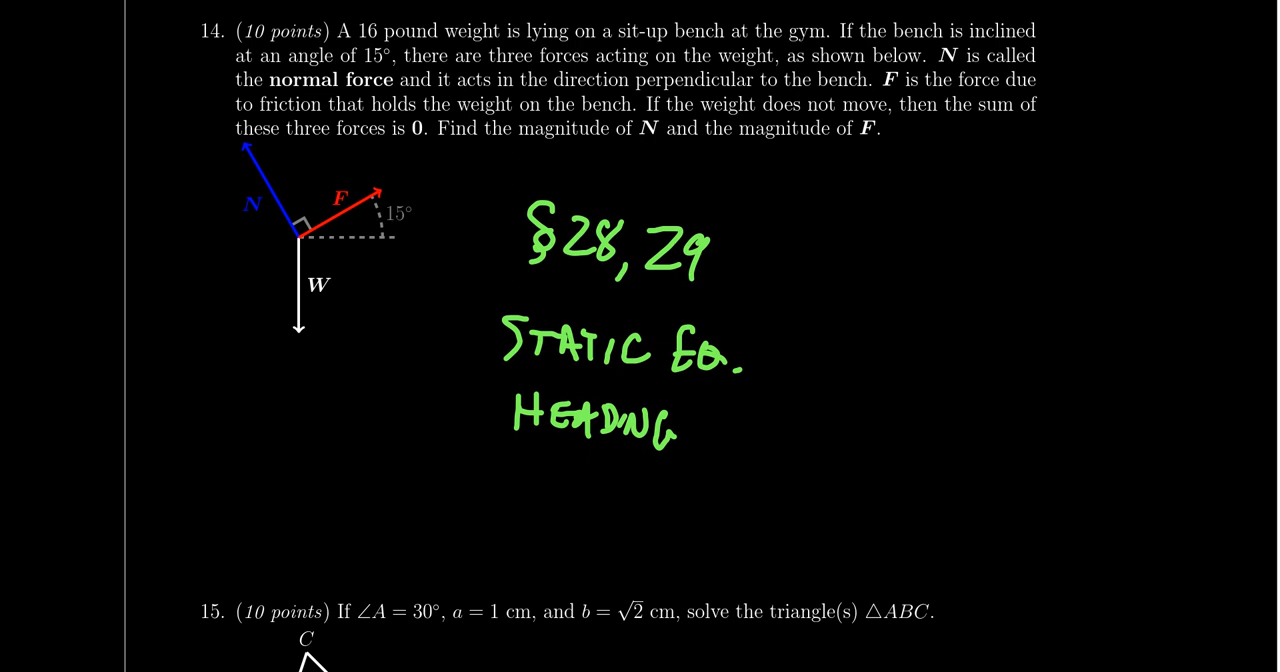 14. (10 points) A 16 pound weight is lying on a sit-up bench at the gym. If the bench is inclined
at an angle of 15°, there are three forces acting on the weight, as shown below. N is called
the normal force and it acts in the direction perpendicular to the bench. F is the force due
to friction that holds the weight on the bench. If the weight does not move, then the sum of
these three forces is 0. Find the magnitude of N and the magnitude of F.
N
F
15°
W
§28, 29
STATIC EQ.
HEADING
15. (10 points) If ∠A = 30°, a = 1 cm, and b = √2 cm, solve the triangle(s) △ABC.
C